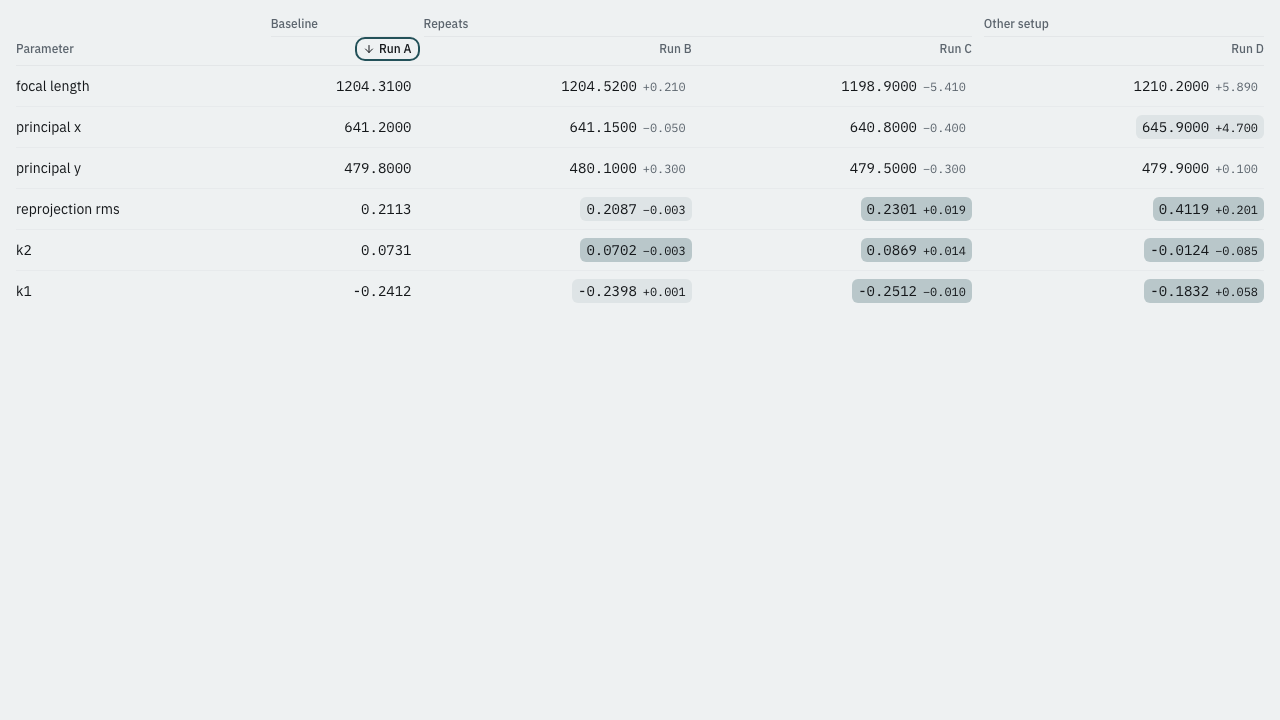 Baseline Repeats Other setup
Parameter ↓ Run A Run B Run C Run D
focal length 1204.3100 1204.5200 +0.210 1198.9000 −5.410 1210.2000 +5.890
principal x 641.2000 641.1500 −0.050 640.8000 −0.400 645.9000 +4.700
principal y 479.8000 480.1000 +0.300 479.5000 −0.300 479.9000 +0.100
reprojection rms 0.2113 0.2087 −0.003 0.2301 +0.019 0.4119 +0.201
k2 0.0731 0.0702 −0.003 0.0869 +0.014 -0.0124 −0.085
k1 -0.2412 -0.2398 +0.001 -0.2512 −0.010 -0.1832 +0.058